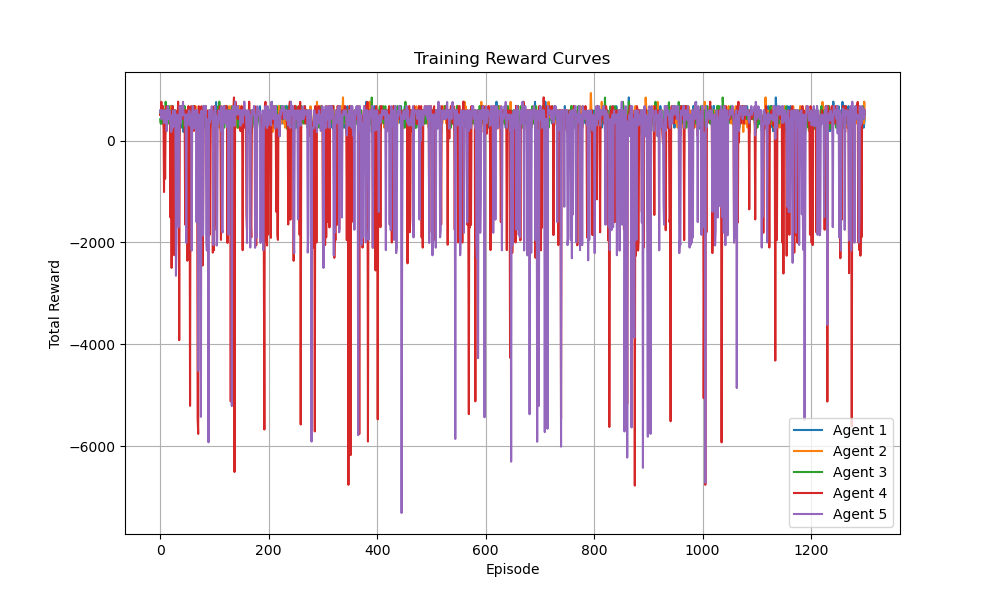 Training Reward Curves
Total Reward
0
−2000
−4000
−6000
0 200 400 600 800 1000 1200
Episode
Agent 1
Agent 2
Agent 3
Agent 4
Agent 5